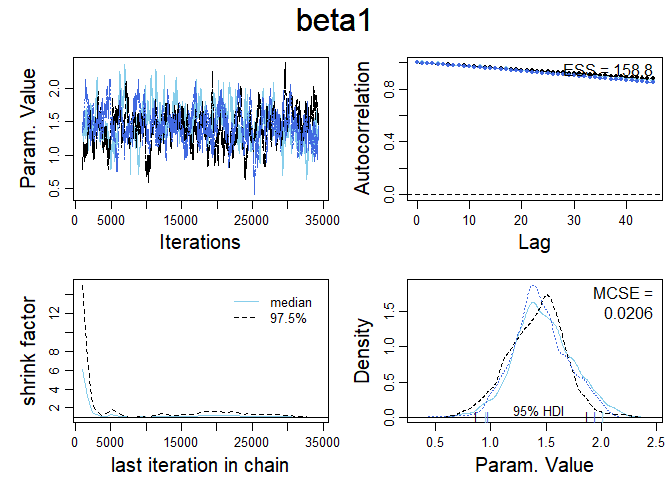 beta1
Param. Value
0.5 1.0 1.5 2.0
0 5000 15000 25000 35000
Iterations
Autocorrelation
0.0 0.4 0.8
ESS = 158.8
0 10 20 30 40
Lag
shrink factor
2 4 6 8 12
median
97.5%
0 5000 15000 25000 35000
last iteration in chain
Density
0.0 0.5 1.0 1.5
MCSE =
0.0206
95% HDI
0.5 1.0 1.5 2.0 2.5
Param. Value